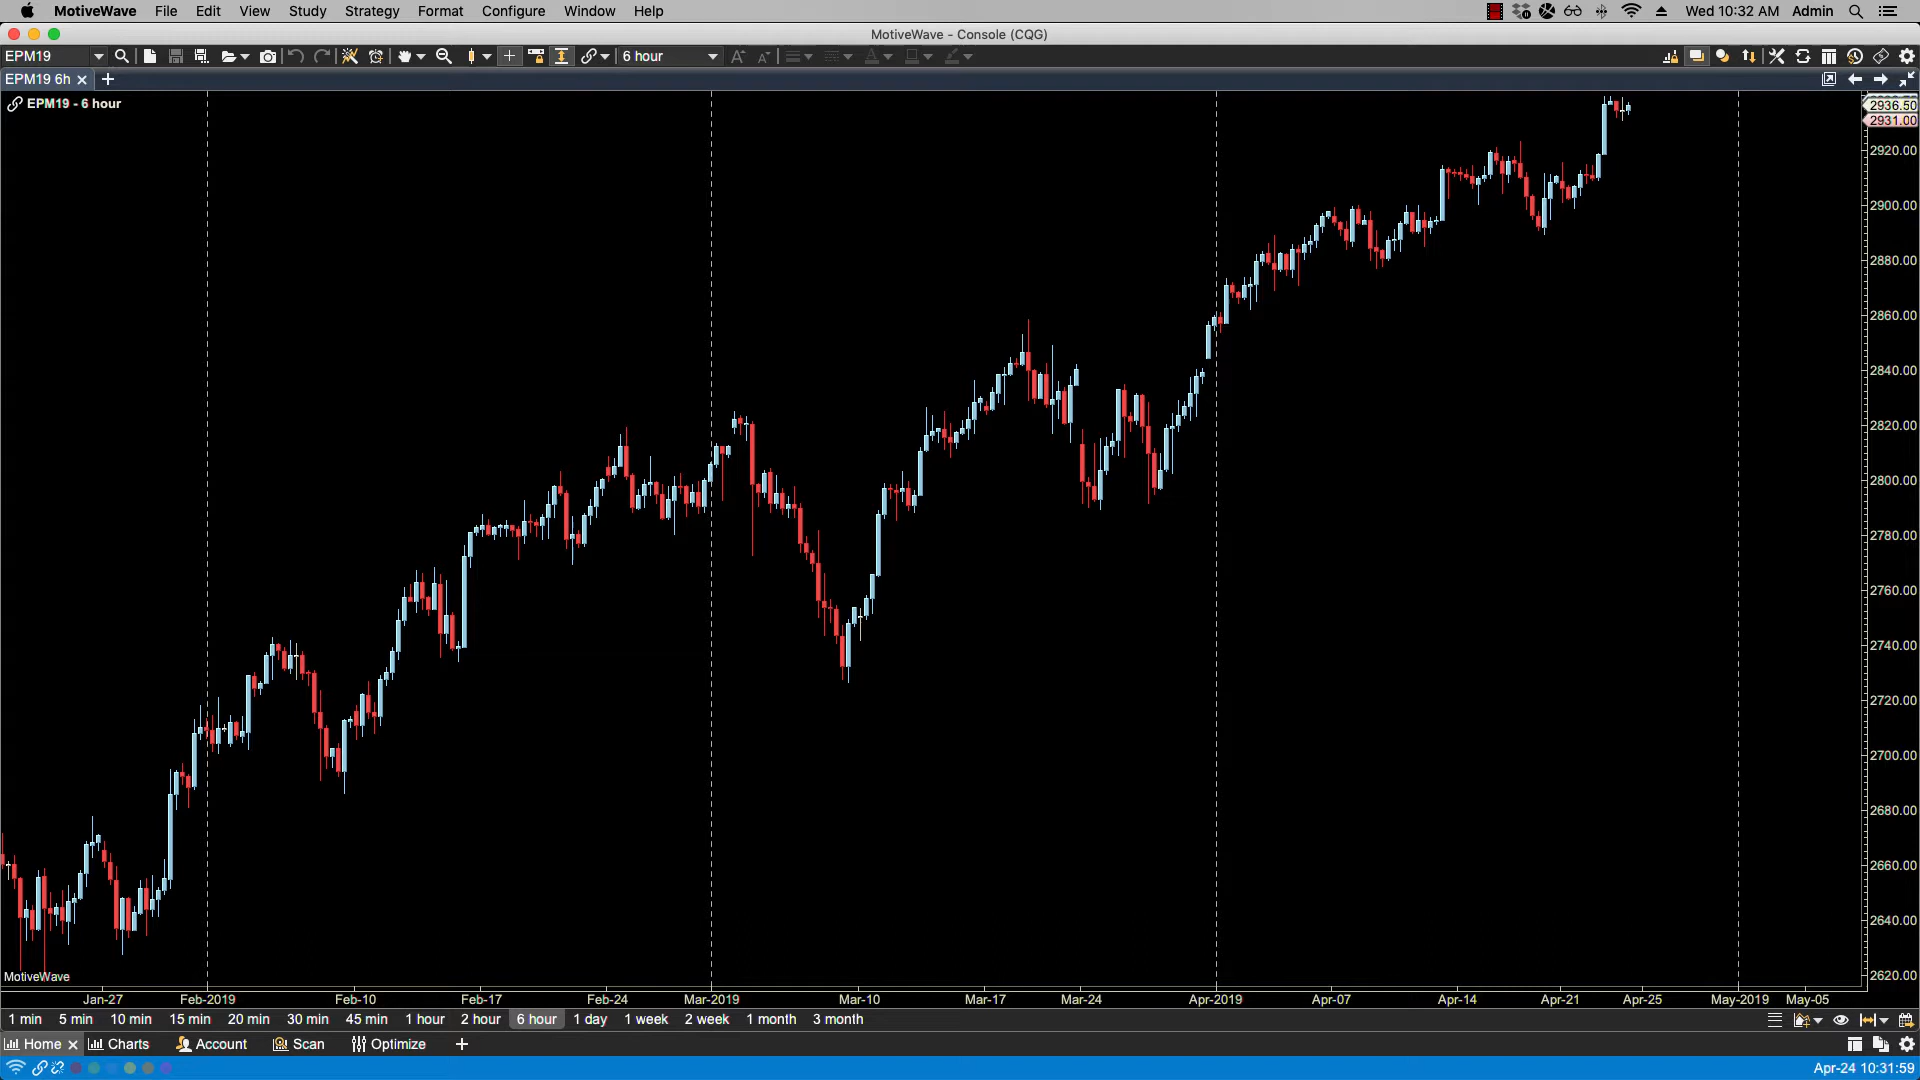 MotiveWave File Edit View Study Strategy Format Configure Window Help Wed 10:32 AM Admin
MotiveWave - Console (CQG)
EPM19 6 hour
EPM19 6h
EPM19 - 6 hour
2936.50
2931.00
2920.00
2900.00
2880.00
2860.00
2840.00
2820.00
2800.00
2780.00
2760.00
2740.00
2720.00
2700.00
2680.00
2660.00
2640.00
2620.00
MotiveWave
Jan-27 Feb-2019 Feb-10 Feb-17 Feb-24 Mar-2019 Mar-10 Mar-17 Mar-24 Apr-2019 Apr-07 Apr-14 Apr-21 Apr-25 May-2019 May-05
1 min 5 min 10 min 15 min 20 min 30 min 45 min 1 hour 2 hour 6 hour 1 day 1 week 2 week 1 month 3 month
Home Charts Account Scan Optimize
Apr-24 10:31:59